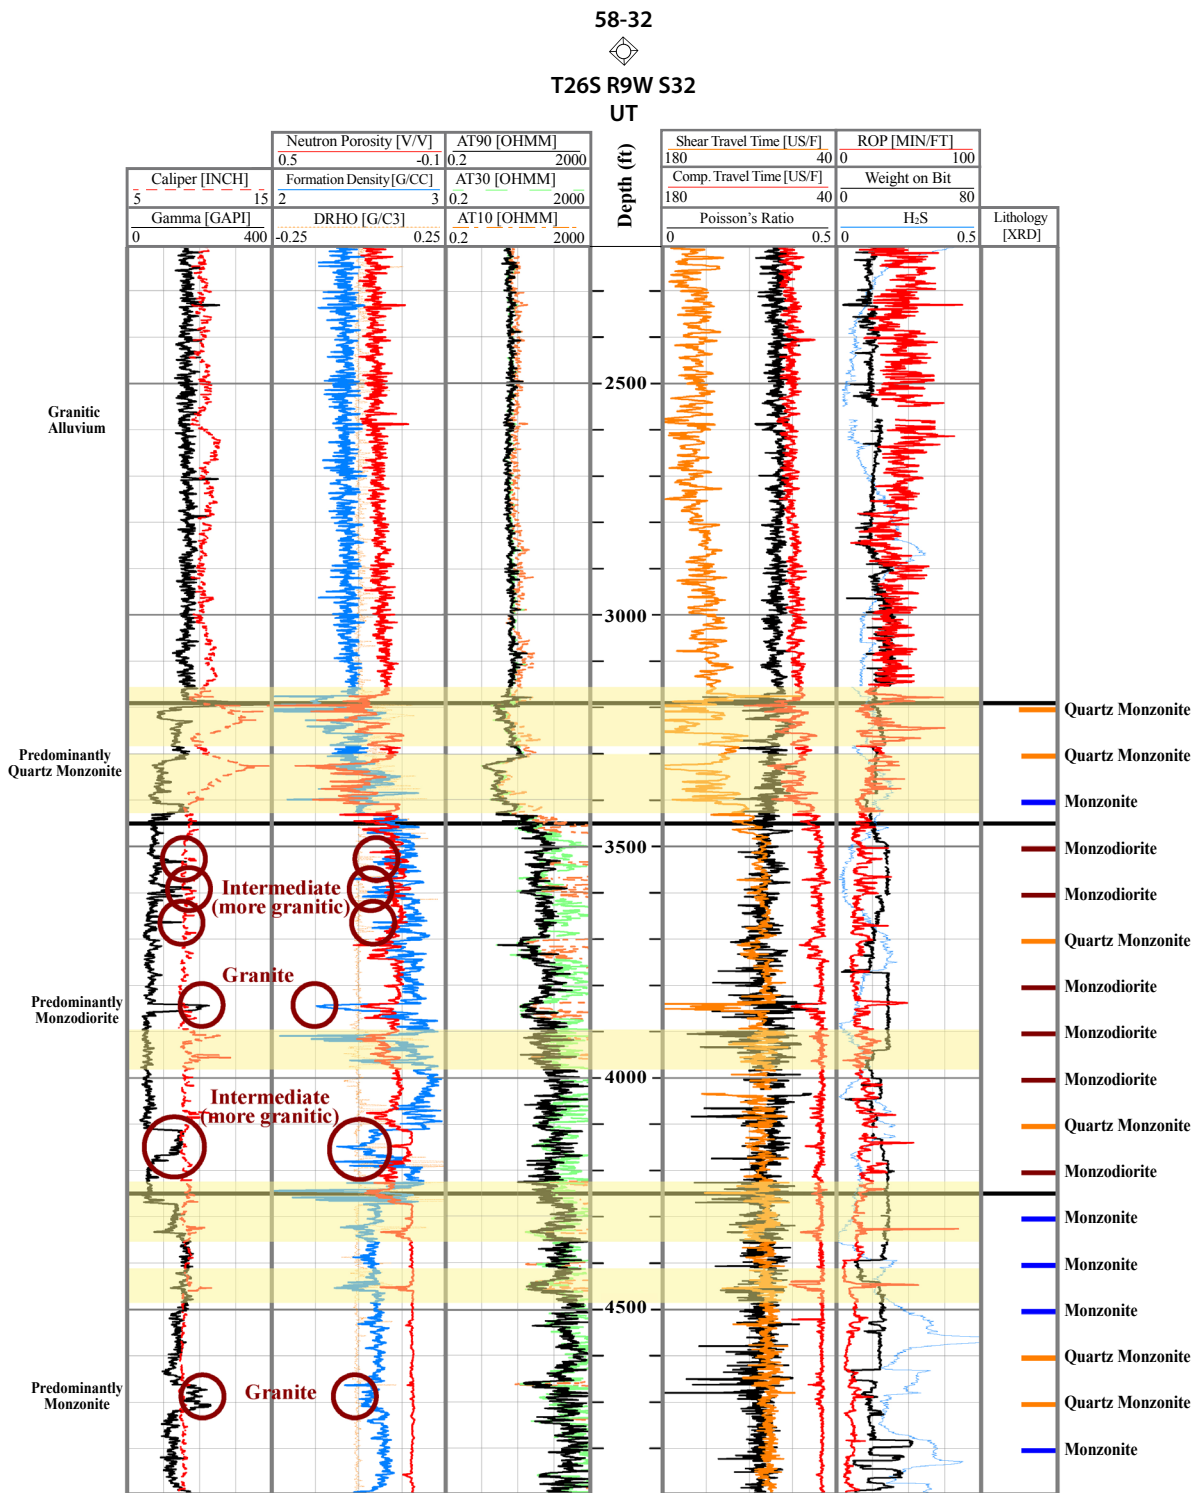 58-32
T26S R9W S32
UT
Neutron Porosity [V/V]
0.5 -0.1
AT90 [OHMM]
0.2 2000
Shear Travel Time [US/F]
180 40
ROP [MIN/FT]
0 100
Caliper [INCH]
5 15
Formation Density[G/CC]
2 3
AT30 [OHMM]
0.2 2000
Comp. Travel Time [US/F]
180 40
Weight on Bit
0 80
Gamma [GAPI]
0 400
DRHO [G/C3]
-0.25 0.25
AT10 [OHMM]
0.2 2000
Depth (ft)
Poisson's Ratio
0 0.5
H2S
0 0.5
Lithology
[XRD]
2500
Granitic
Alluvium
3000
Quartz Monzonite
Predominantly
Quartz Monzonite
Quartz Monzonite
Monzonite
3500
Monzodiorite
Intermediate
(more granitic)
Monzodiorite
Quartz Monzonite
Granite
Monzodiorite
Predominantly
Monzodiorite
Monzodiorite
4000
Monzodiorite
Intermediate
(more granitic)
Quartz Monzonite
Monzodiorite
Monzonite
Monzonite
4500
Monzonite
Quartz Monzonite
Predominantly
Monzonite
Granite
Quartz Monzonite
Monzonite